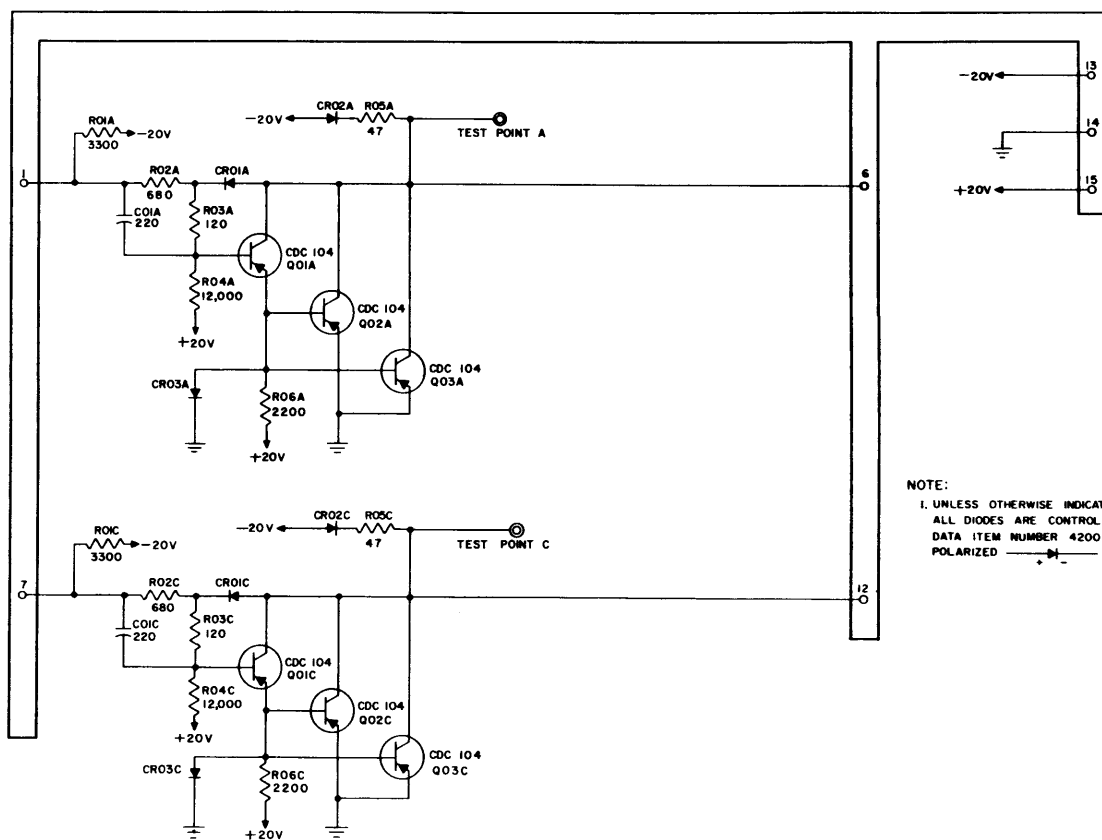 13
-20V
14
+20V
15
R01A
3300
-20V
-20V
CR02A
R05A
47
TEST POINT A
1
R02A
680
CR01A
6
C01A
220
R03A
120
CDC 104
Q01A
R04A
12,000
+20V
CDC 104
Q02A
CR03A
CDC 104
Q03A
R06A
2200
+20V
NOTE:
1. UNLESS OTHERWISE INDICAT
ALL DIODES ARE CONTROL
DATA ITEM NUMBER 4200
POLARIZED + -
R01C
3300
-20V
-20V
CR02C
R05C
47
TEST POINT C
7
R02C
680
CR01C
12
C01C
220
R03C
120
CDC 104
Q01C
R04C
12,000
+20V
CDC 104
Q02C
CR03C
CDC 104
Q03C
R06C
2200
+20V